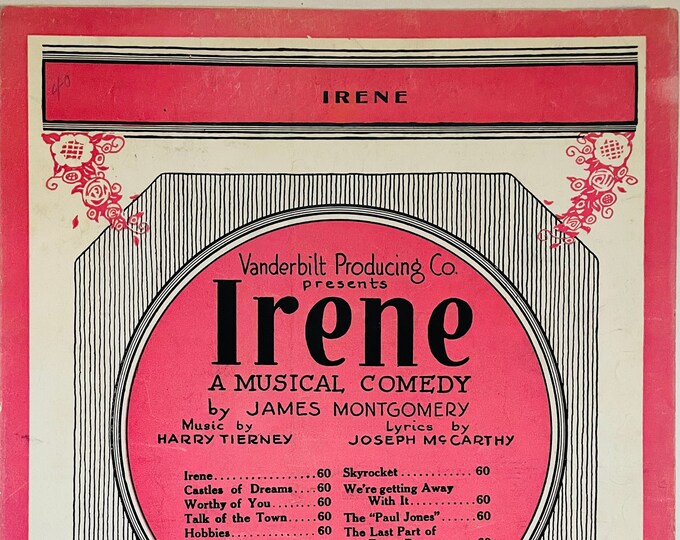 40
IRENE
Vanderbilt Producing Co.
presents
Irene
A MUSICAL COMEDY
by JAMES MONTGOMERY
Music by
HARRY TIERNEY
Lyrics by
JOSEPH McCARTHY
Irene................60
Castles of Dreams....60
Worthy of You........60
Talk of the Town.....60
Hobbies
Skyrocket............60
We're getting Away
With It...........60
The "Paul Jones"......60
The Last Part of